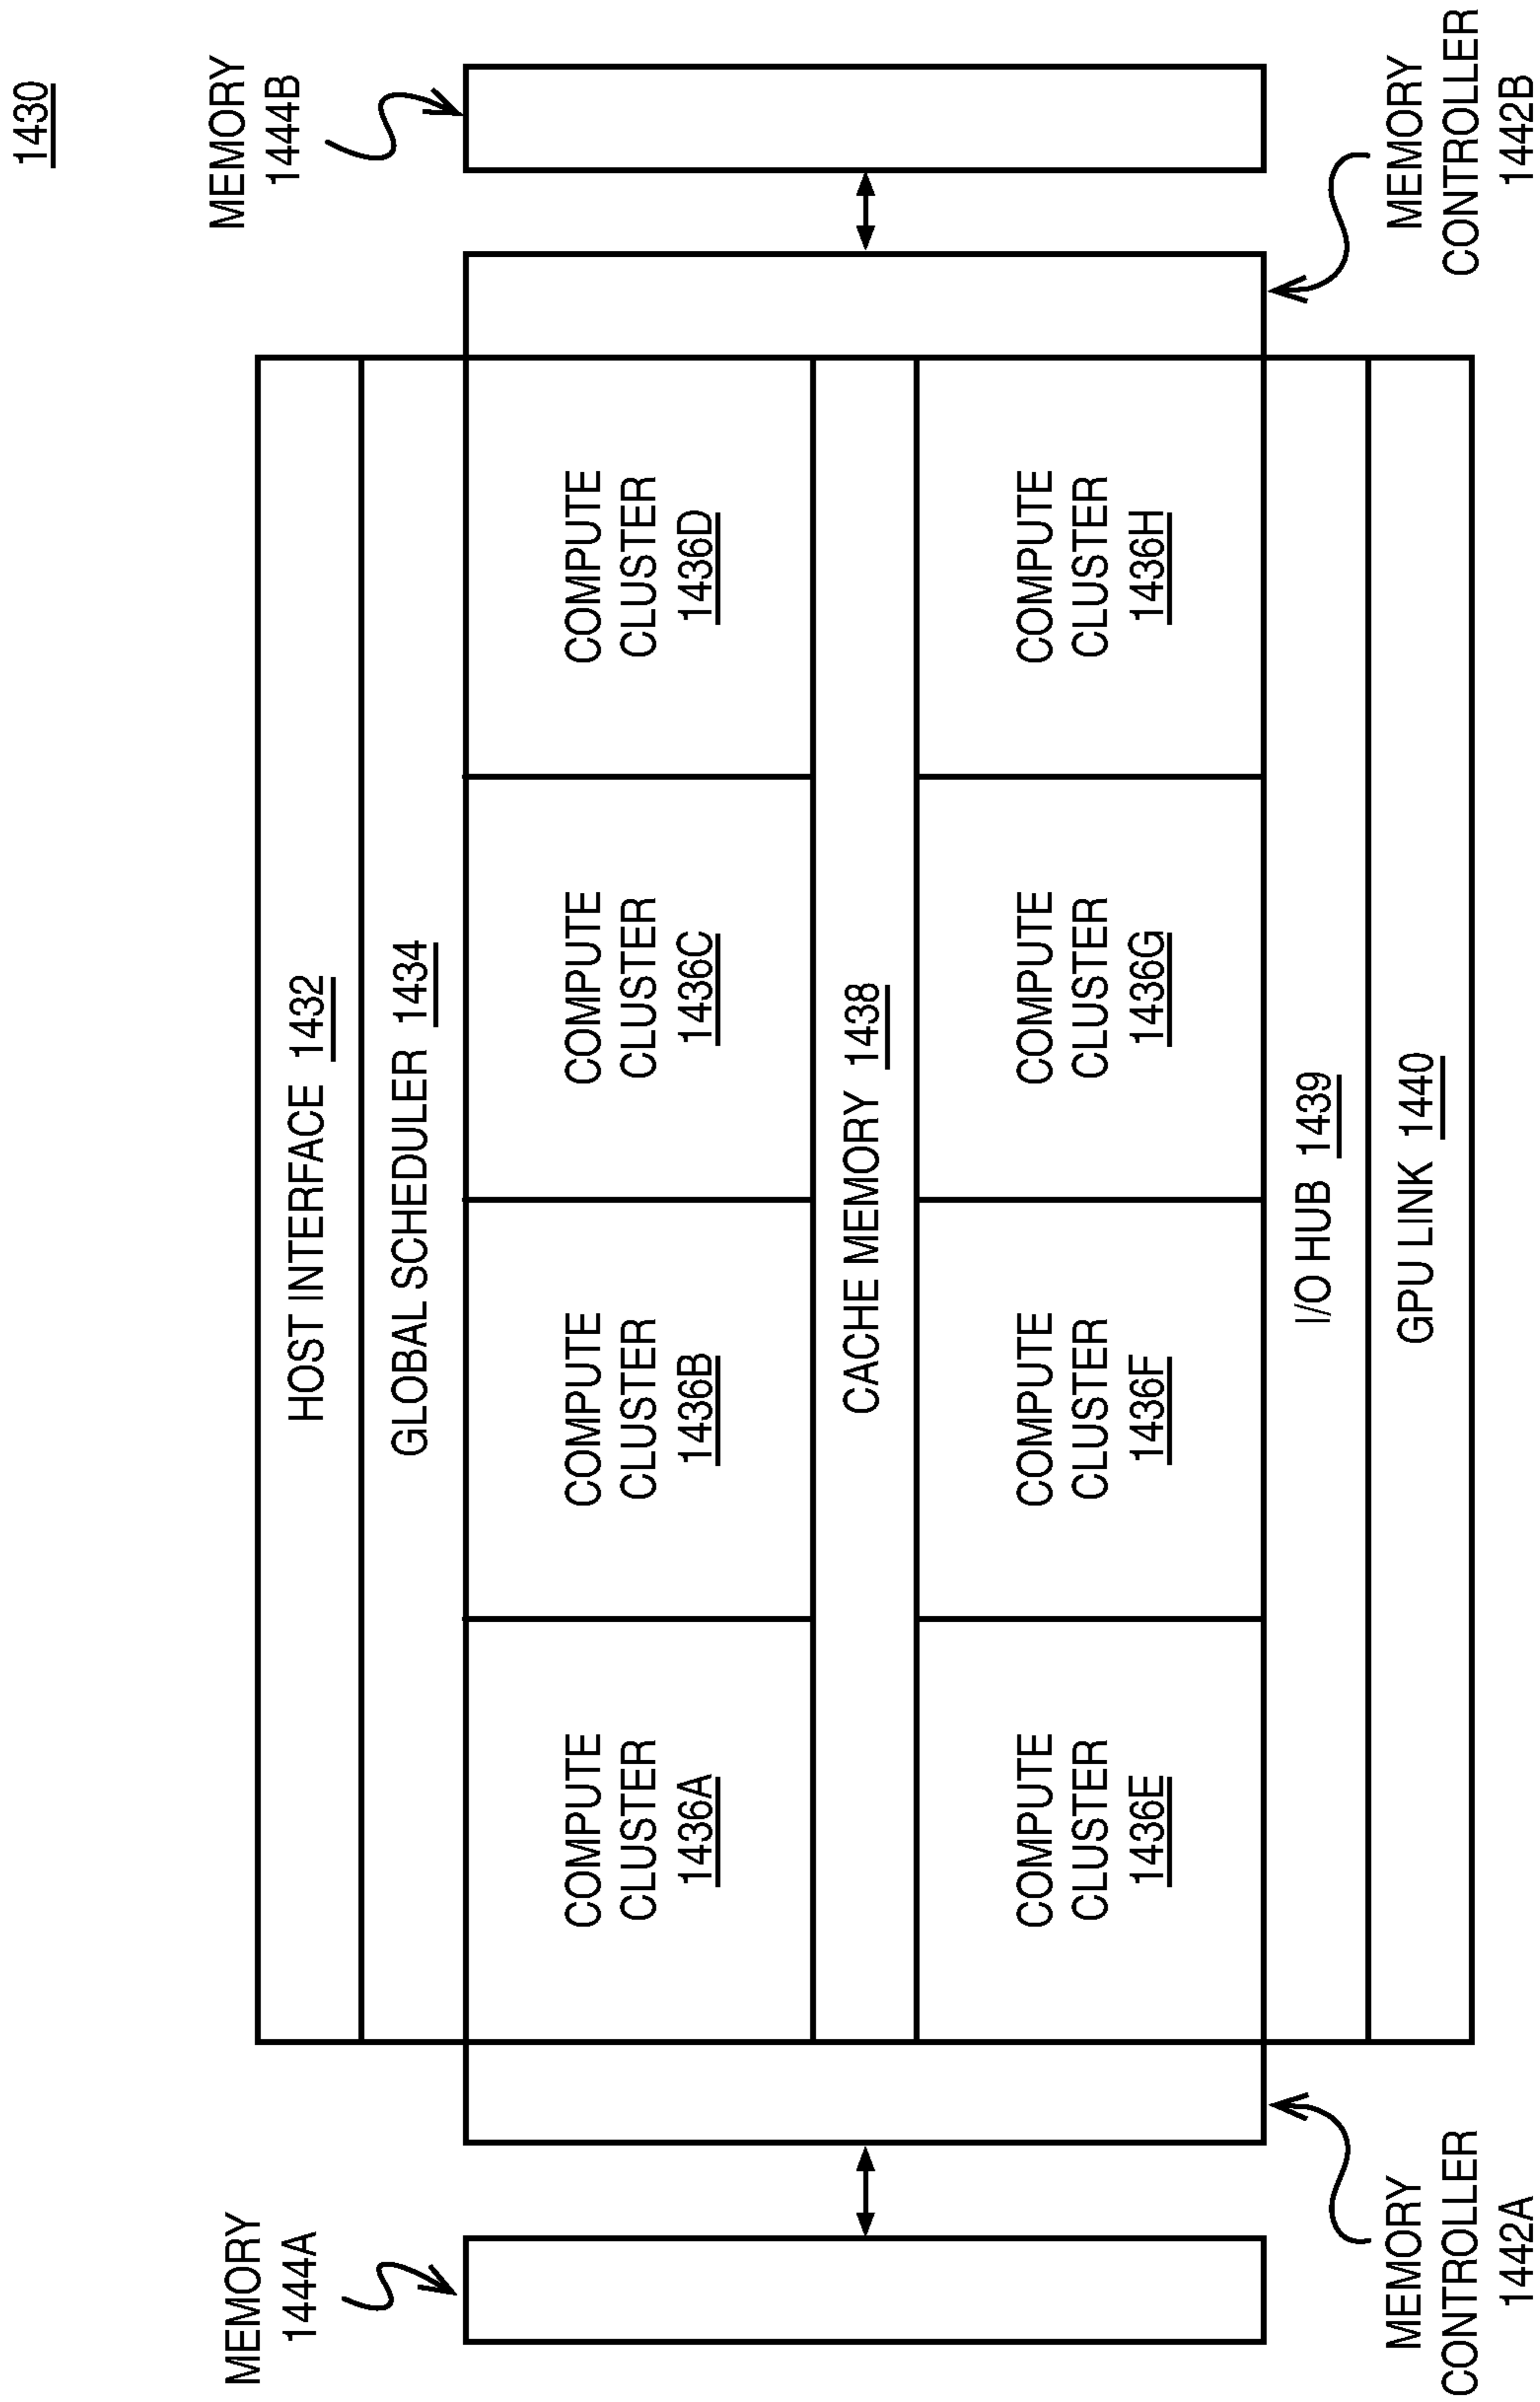 1430
HOST INTERFACE 1432
GLOBAL SCHEDULER 1434
MEMORY
1444A
MEMORY
1444B
COMPUTE
CLUSTER
1436A
COMPUTE
CLUSTER
1436B
COMPUTE
CLUSTER
1436C
COMPUTE
CLUSTER
1436D
CACHE MEMORY 1438
COMPUTE
CLUSTER
1436E
COMPUTE
CLUSTER
1436F
COMPUTE
CLUSTER
1436G
COMPUTE
CLUSTER
1436H
I/O HUB 1439
GPU LINK 1440
MEMORY
CONTROLLER
1442A
MEMORY
CONTROLLER
1442B